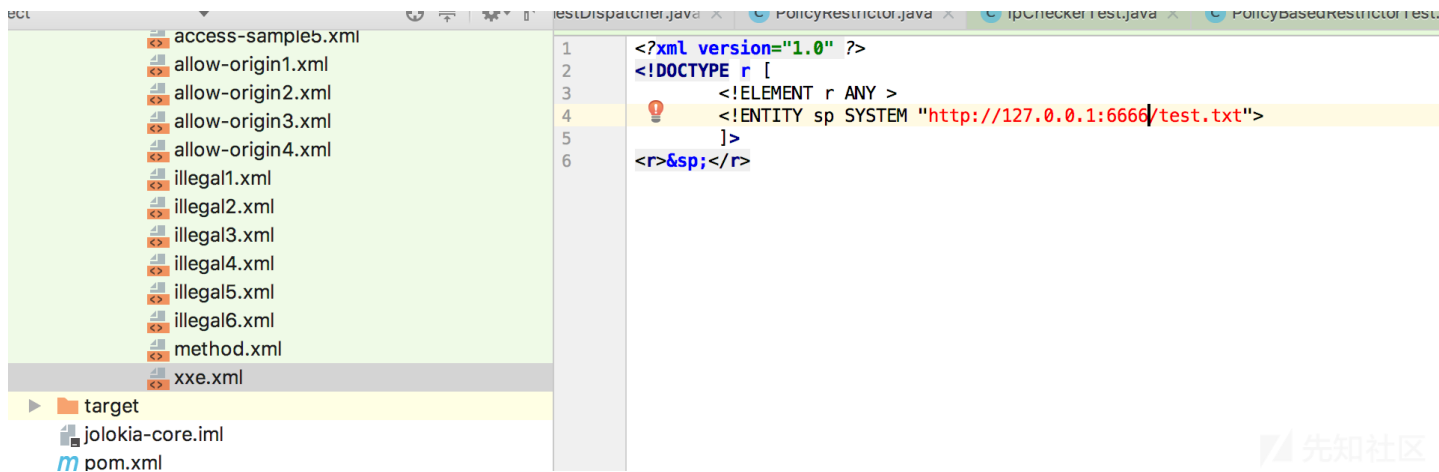 ect
estDispatcher.java × PolicyRestrictor.java × IpCheckerTest.java × PolicyBasedRestrictorTest.
access-sample5.xml
allow-origin1.xml
allow-origin2.xml
allow-origin3.xml
allow-origin4.xml
illegal1.xml
illegal2.xml
illegal3.xml
illegal4.xml
illegal5.xml
illegal6.xml
method.xml
xxe.xml
target
jolokia-core.iml
pom.xml
1 <?xml version="1.0" ?>
2 <!DOCTYPE r [
3 <!ELEMENT r ANY >
4 <!ENTITY sp SYSTEM "http://127.0.0.1:6666/test.txt">
5 ]>
6 <r>&sp;</r>
先知社区